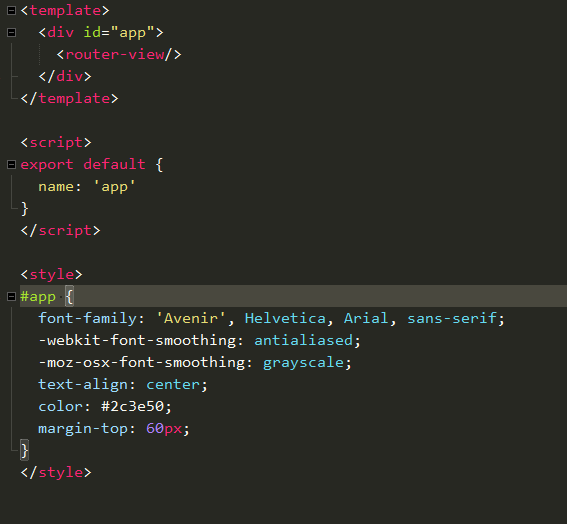 <template>
  <div id="app">
    <router-view/>
  </div>
</template>

<script>
export default {
  name: 'app'
}
</script>

<style>
#app {
  font-family: 'Avenir', Helvetica, Arial, sans-serif;
  -webkit-font-smoothing: antialiased;
  -moz-osx-font-smoothing: grayscale;
  text-align: center;
  color: #2c3e50;
  margin-top: 60px;
}
</style>